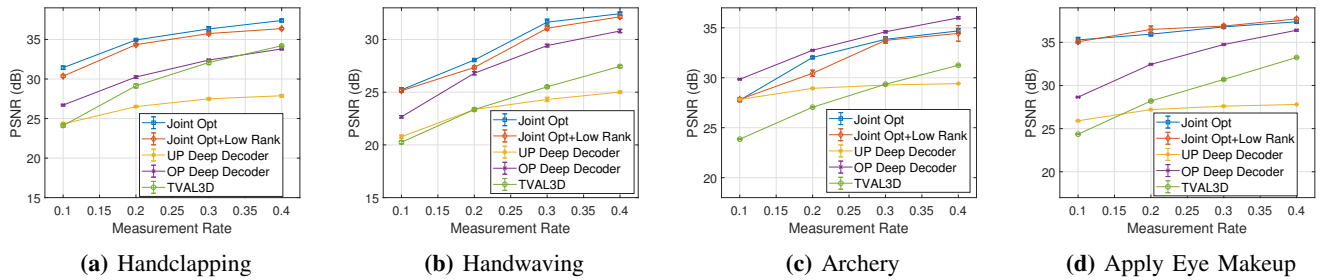 PSNR (dB)
35
30
25
20
15
Joint Opt
Joint Opt+Low Rank
UP Deep Decoder
OP Deep Decoder
TVAL3D
0.1 0.15 0.2 0.25 0.3 0.35 0.4
Measurement Rate
(a) Handclapping
PSNR (dB)
30
25
20
15
Joint Opt
Joint Opt+Low Rank
UP Deep Decoder
OP Deep Decoder
TVAL3D
0.1 0.15 0.2 0.25 0.3 0.35 0.4
Measurement Rate
(b) Handwaving
PSNR (dB)
35
30
25
20
Joint Opt
Joint Opt+Low Rank
UP Deep Decoder
OP Deep Decoder
TVAL3D
0.1 0.15 0.2 0.25 0.3 0.35 0.4
Measurement Rate
(c) Archery
PSNR (dB)
35
30
25
20
Joint Opt
Joint Opt+Low Rank
UP Deep Decoder
OP Deep Decoder
TVAL3D
0.1 0.15 0.2 0.25 0.3 0.35 0.4
Measurement Rate
(d) Apply Eye Makeup